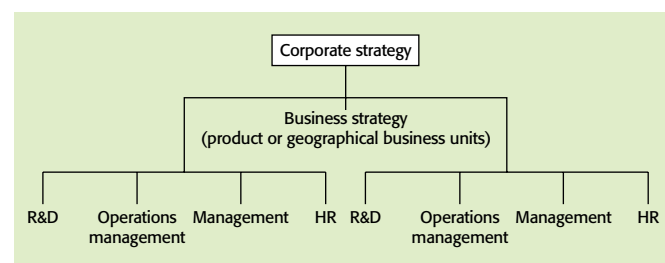 Corporate strategy
Business strategy
(product or geographical business units)
R&D Operations Management HR R&D Operations Management HR
management management